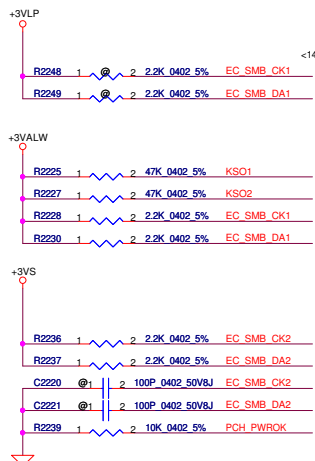 +3VLP
<14
R2248 1 @ 2 2.2K_0402_5% EC_SMB_CK1
R2249 1 @ 2 2.2K_0402_5% EC_SMB_DA1
+3VALW
R2225 1 2 47K_0402_5% KSO1
R2227 1 2 47K_0402_5% KSO2
R2228 1 2 2.2K_0402_5% EC_SMB_CK1
R2230 1 2 2.2K_0402_5% EC_SMB_DA1
+3VS
R2236 1 2 2.2K_0402_5% EC_SMB_CK2
R2237 1 2 2.2K_0402_5% EC_SMB_DA2
C2220 @1 2 100P_0402_50V8J EC_SMB_CK2
C2221 @1 2 100P_0402_50V8J EC_SMB_DA2
R2239 1 2 10K_0402_5% PCH_PWROK